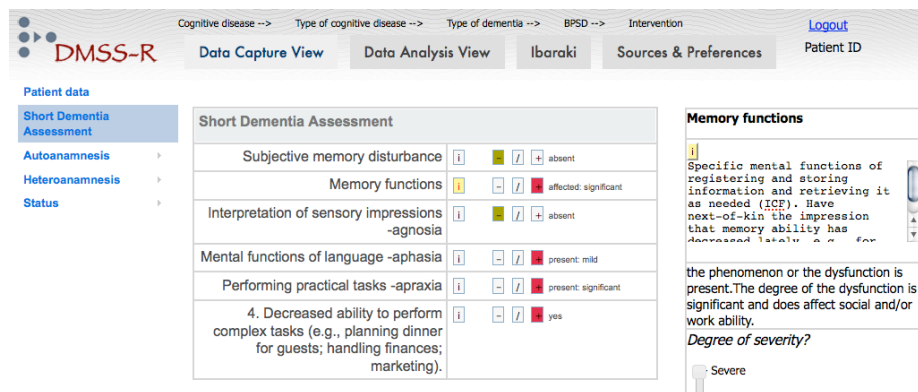 Cognitive disease --> Type of cognitive disease --> Type of dementia --> BPSD --> Intervention
Logout
DMSS-R
Data Capture View Data Analysis View Ibaraki Sources & Preferences
Patient ID
Patient data
Short Dementia
Assessment
Autoanamnesis
Heteroanamnesis
Status
Short Dementia Assessment
Subjective memory disturbance i - / + absent
Memory functions i - / + affected: significant
Interpretation of sensory impressions
-agnosia i - / + absent
Mental functions of language -aphasia i - / + present: mild
Performing practical tasks -apraxia i - / + present: significant
4. Decreased ability to perform i - / + yes
complex tasks (e.g., planning dinner
for guests; handling finances;
marketing).
Memory functions
i
Specific mental functions of
registering and storing
information and retrieving it
as needed (ICF). Have
next-of-kin the impression
that memory ability has
decreased lately, e.g., for
the phenomenon or the dysfunction is
present.The degree of the dysfunction is
significant and does affect social and/or
work ability.
Degree of severity?
Severe